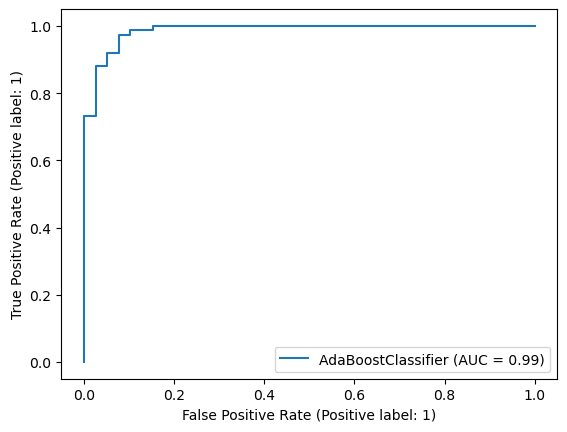 1.0
0.8
0.6
0.4
0.2
0.0
True Positive Rate (Positive label: 1)
AdaBoostClassifier (AUC = 0.99)
0.0 0.2 0.4 0.6 0.8 1.0
False Positive Rate (Positive label: 1)